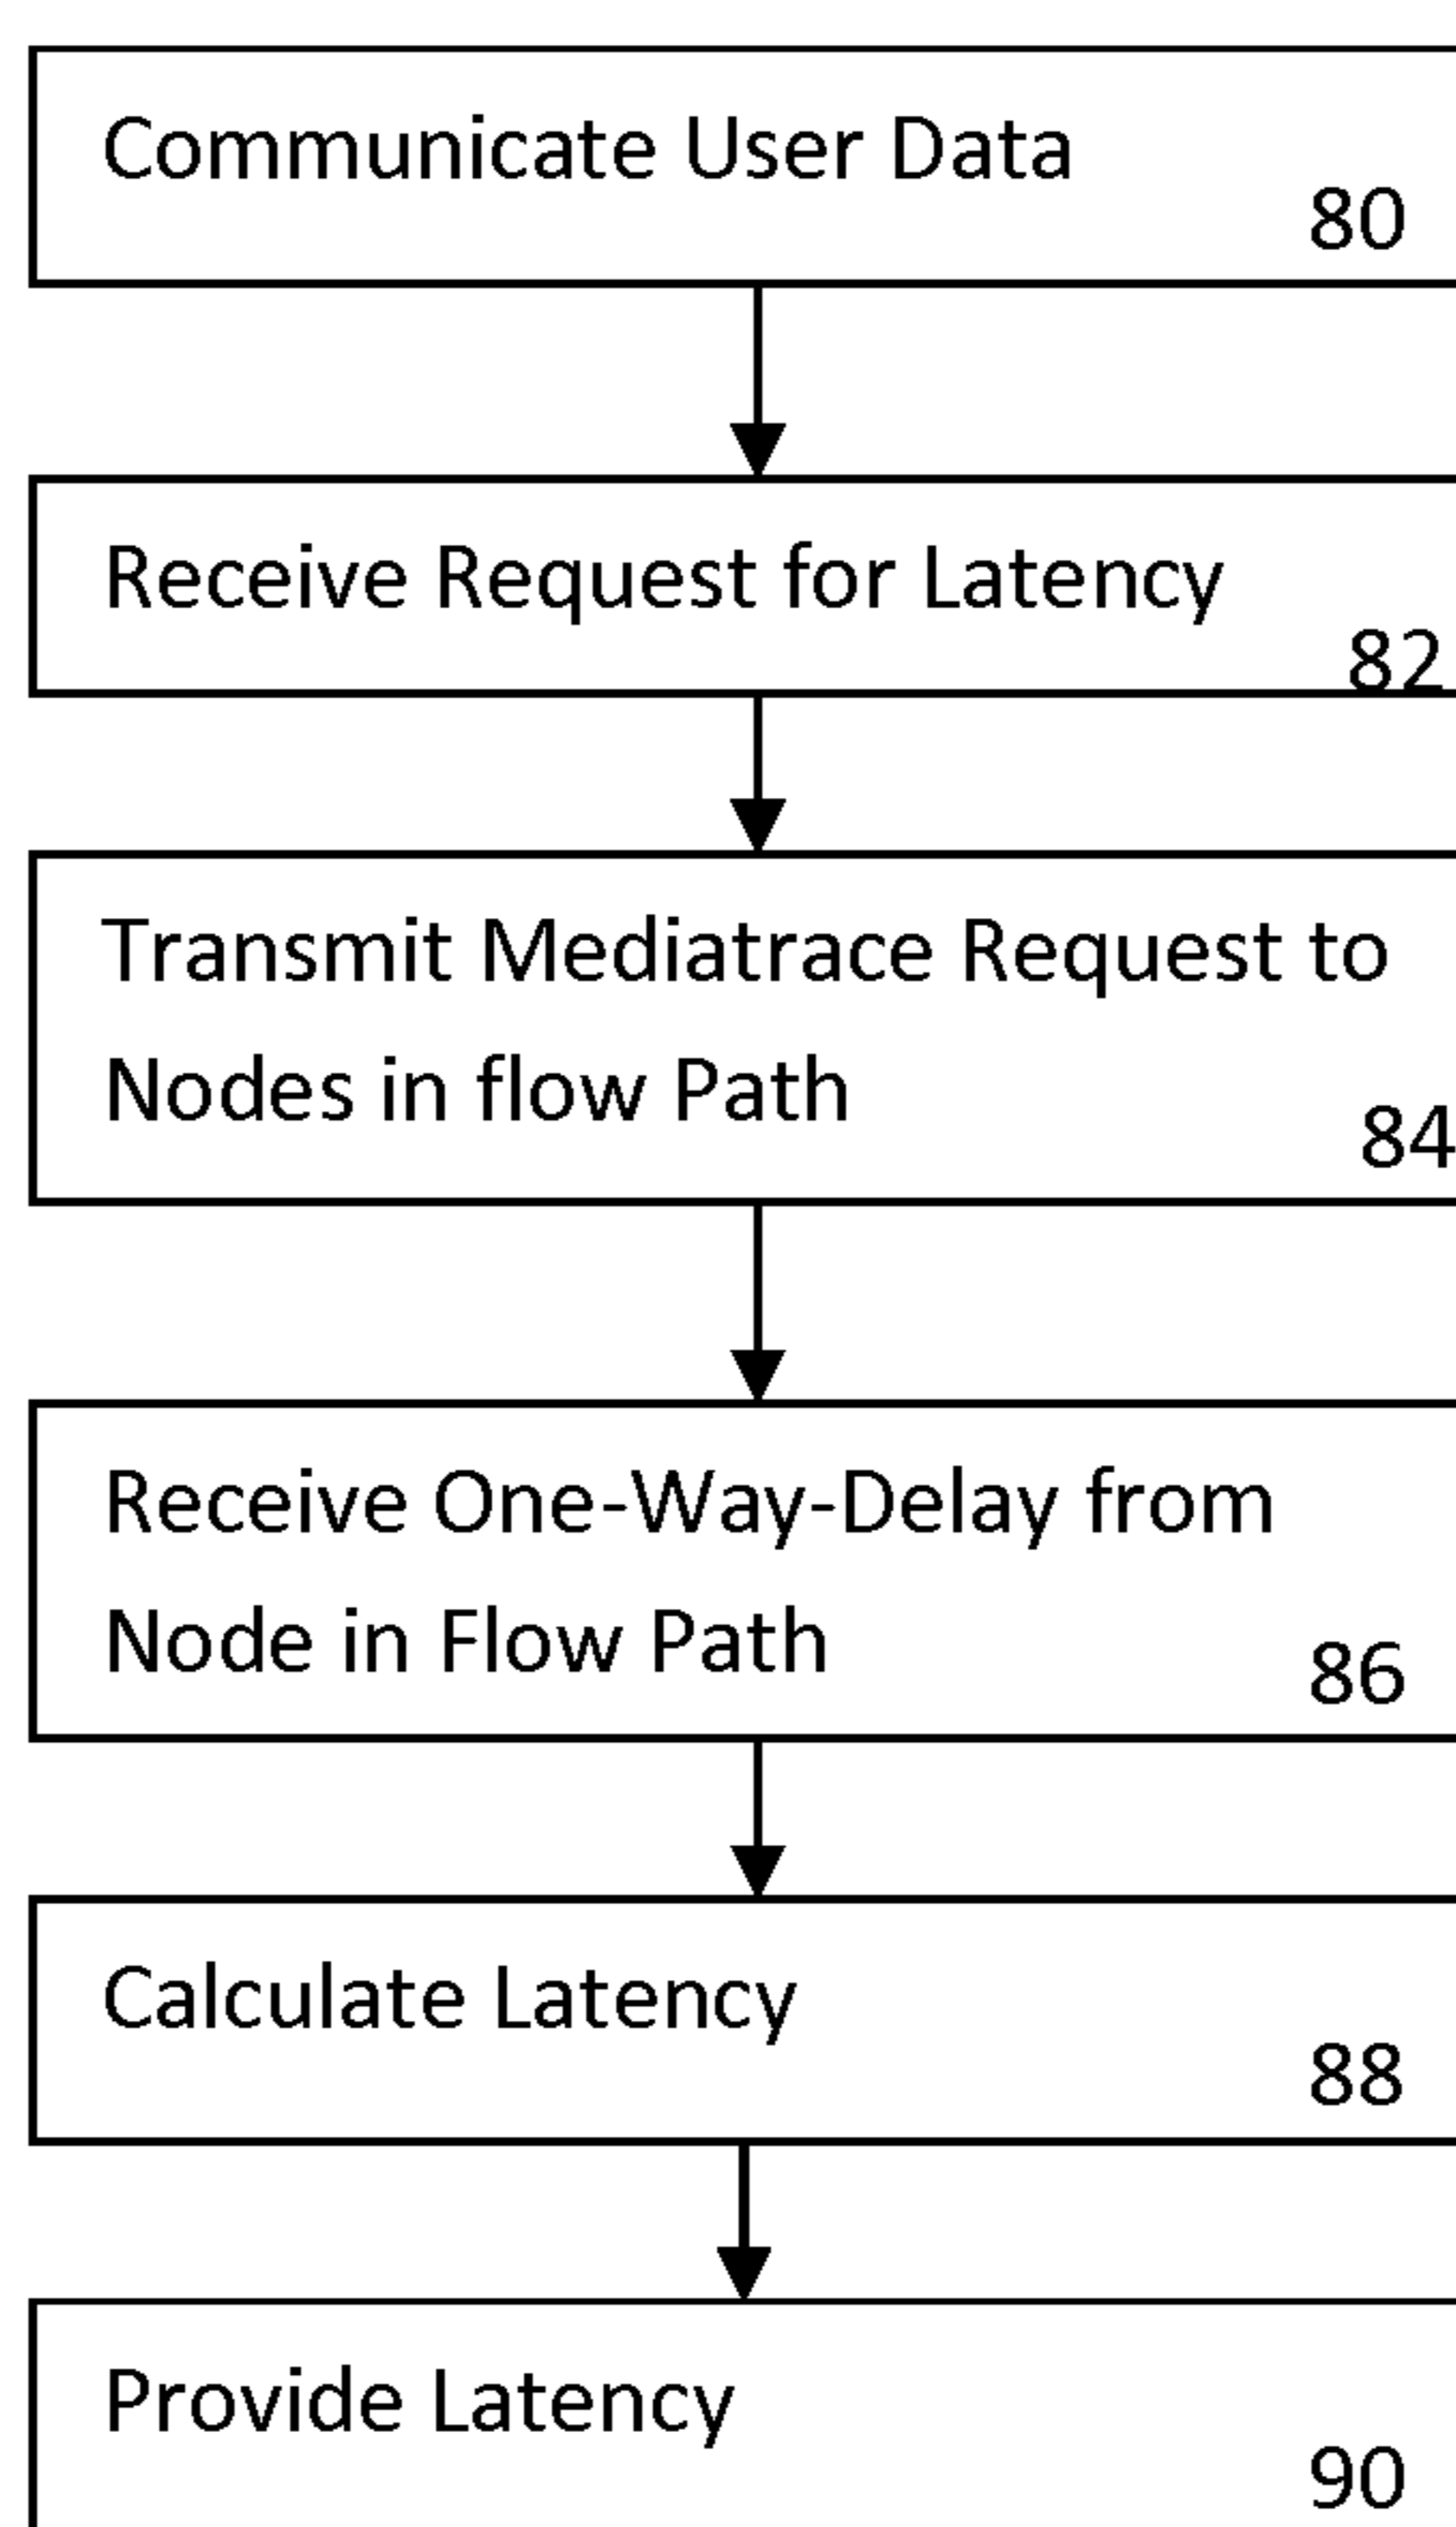 Communicate User Data
80
Receive Request for Latency
82
Transmit Mediatrace Request to
Nodes in flow Path
84
Receive One-Way-Delay from
Node in Flow Path
86
Calculate Latency
88
Provide Latency
90